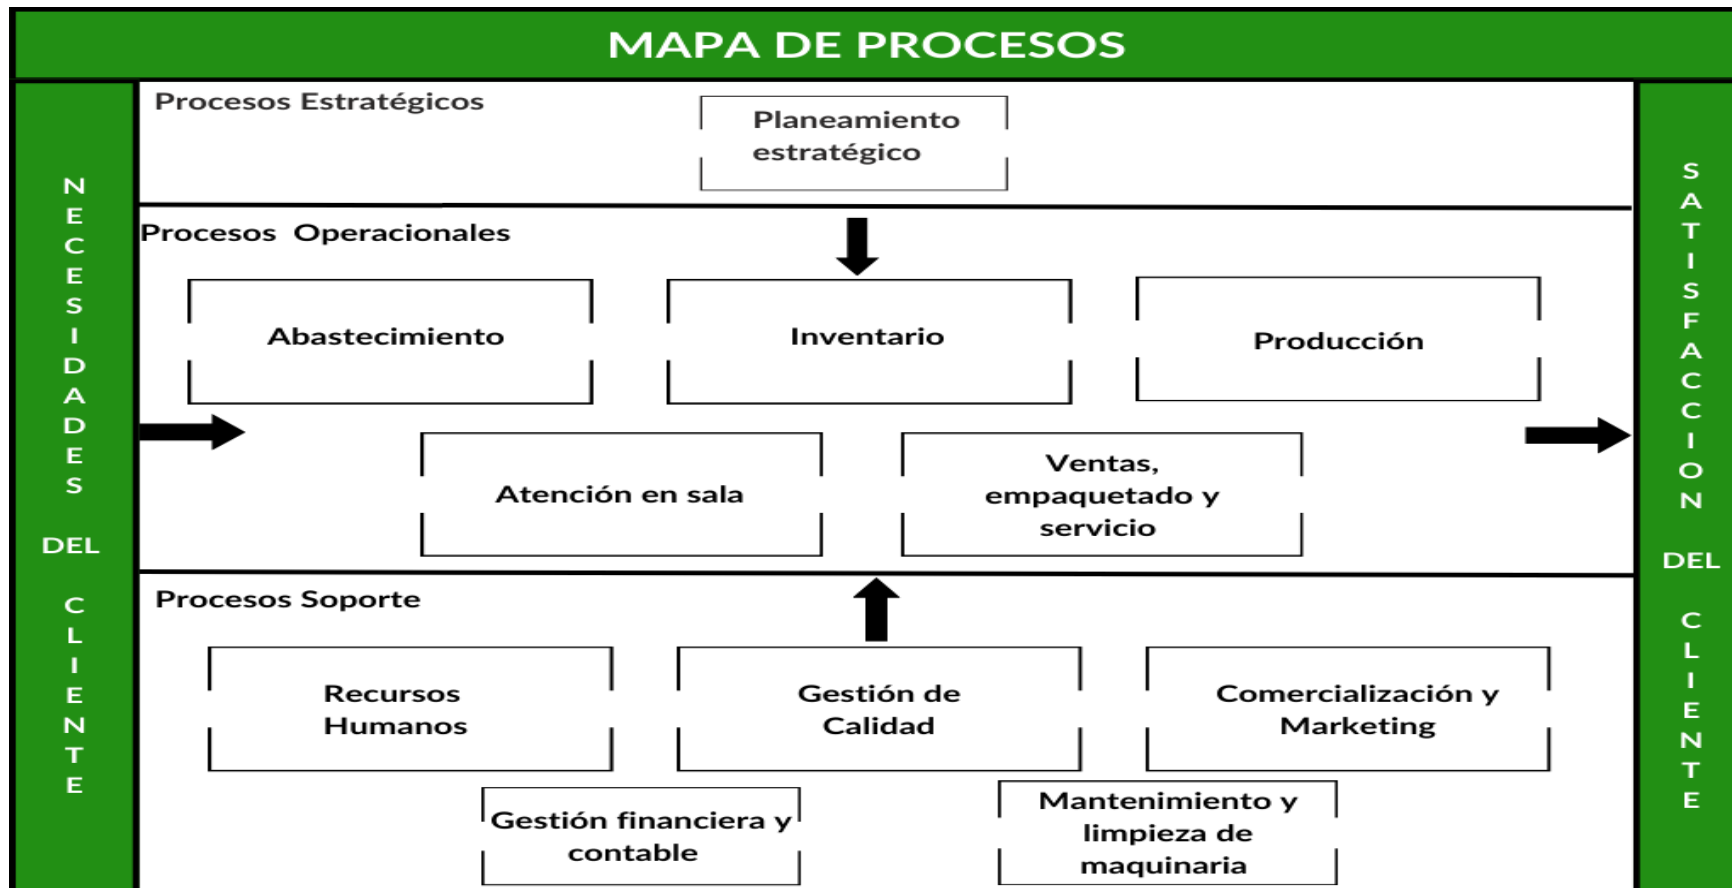 MAPA DE PROCESOS
NECESIDADES DEL CLIENTE
Procesos Estratégicos
Planeamiento
estratégico
Procesos Operacionales
Abastecimiento
Inventario
Producción
Atención en sala
Ventas,
empaquetado y
servicio
Procesos Soporte
Recursos
Humanos
Gestión de
Calidad
Comercialización y
Marketing
Gestión financiera y
contable
Mantenimiento y
limpieza de
maquinaria
SATISFACCION DEL CLIENTE